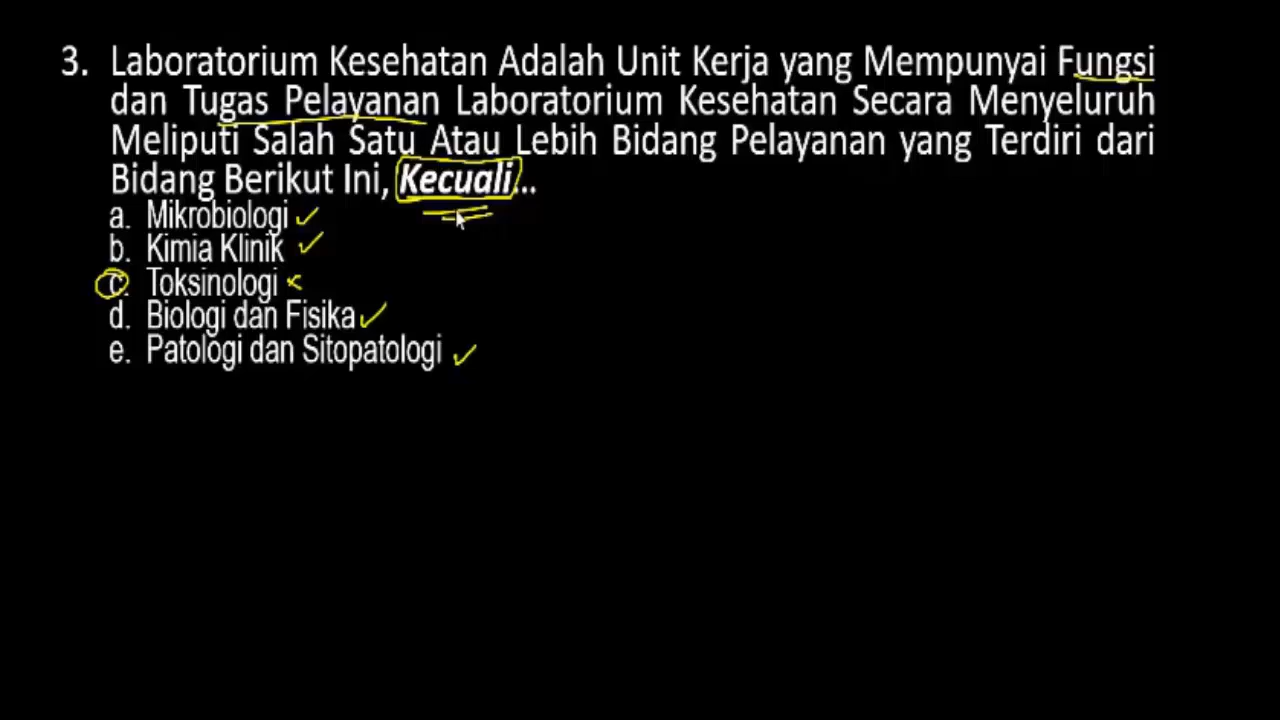 3. Laboratorium Kesehatan Adalah Unit Kerja yang Mempunyai Fungsi
dan Tugas Pelayanan Laboratorium Kesehatan Secara Menyeluruh
Meliputi Salah Satu Atau Lebih Bidang Pelayanan yang Terdiri dari
Bidang Berikut Ini, Kecuali...
a. Mikrobiologi
b. Kimia Klinik
c. Toksinologi
d. Biologi dan Fisika
e. Patologi dan Sitopatologi